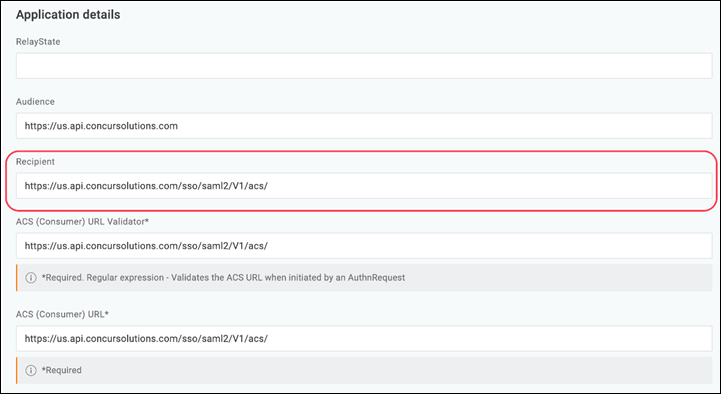 Application details
RelayState
Audience
https://us.api.concursolutions.com
Recipient
https://us.api.concursolutions.com/sso/saml2/V1/acs/
ACS (Consumer) URL Validator*
https://us.api.concursolutions.com/sso/saml2/V1/acs/
*Required. Regular expression - Validates the ACS URL when initiated by an AuthnRequest
ACS (Consumer) URL*
https://us.api.concursolutions.com/sso/saml2/V1/acs/
*Required